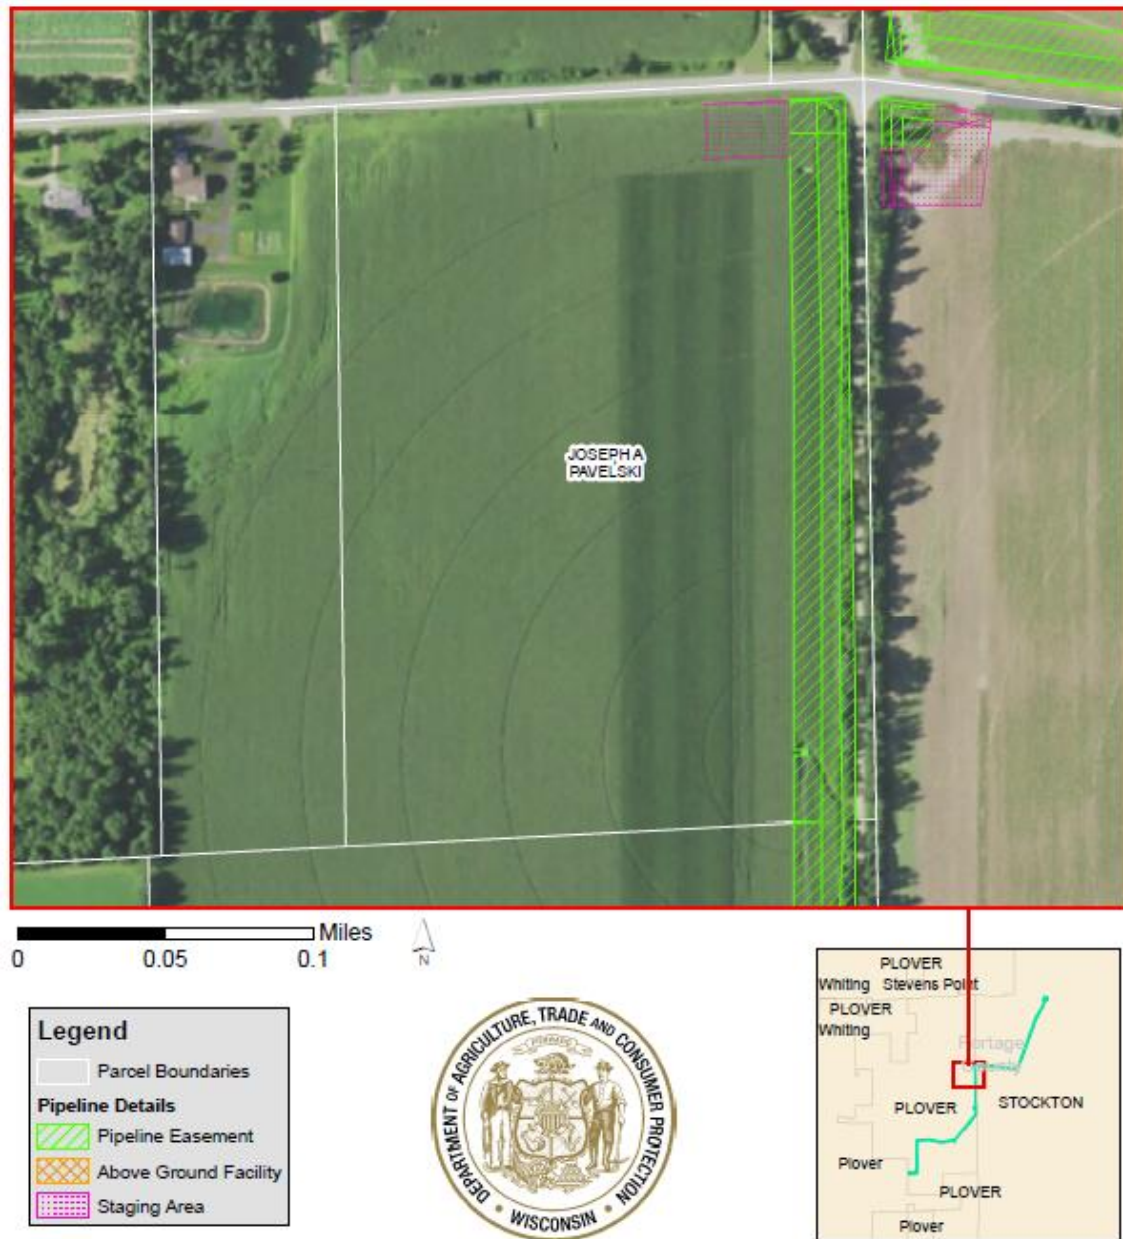 JOSEPH A
PAVELSKI
Miles
0 0.05 0.1
N
Legend
Parcel Boundaries
Pipeline Details
Pipeline Easement
Above Ground Facility
Staging Area
DEPARTMENT OF AGRICULTURE, TRADE AND CONSUMER PROTECTION
FORWARD
• WISCONSIN •
PLOVER
Whiting Stevens Point
PLOVER
Whiting
Portage
County
PLOVER STOCKTON
Plover
PLOVER
Plover